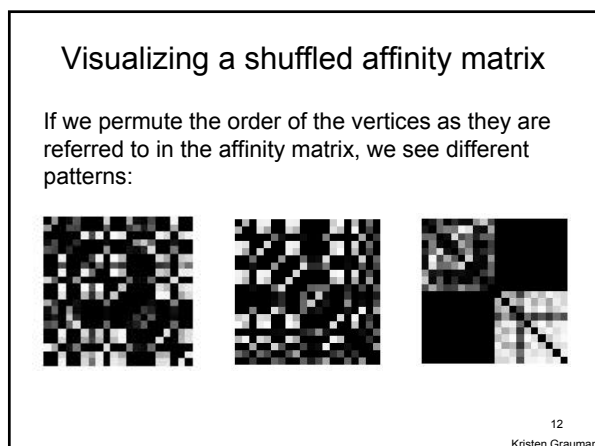 Visualizing a shuffled affinity matrix
If we permute the order of the vertices as they are
referred to in the affinity matrix, we see different
patterns:
12
Kristen Grauman